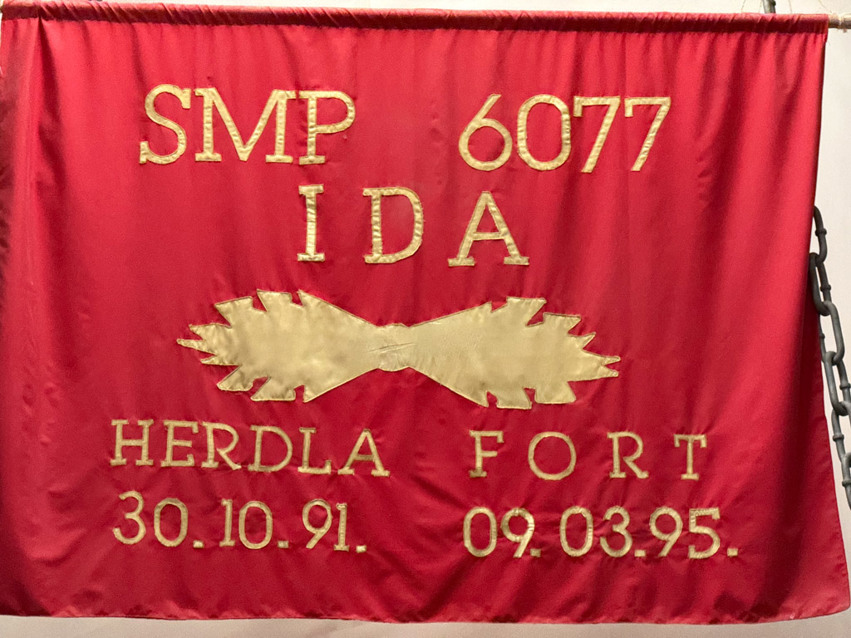 SMP 6077
IDA
HERDLA FORT
30.10.91. 09.03.95.